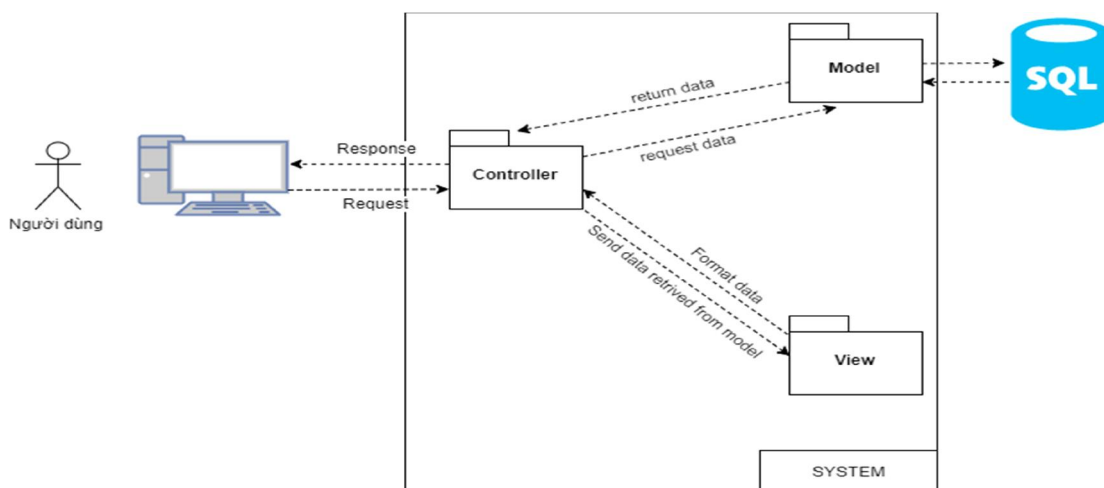 Model
SQL
return data
request data
Response
Controller
Request
Người dùng
Format data
Send data retrived from model
View
SYSTEM